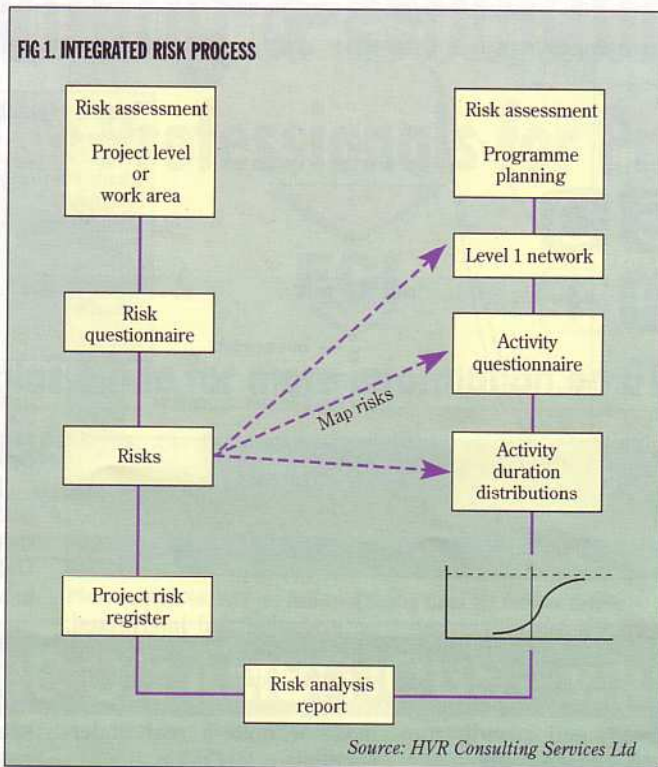 FIG 1. INTEGRATED RISK PROCESS
Risk assessment
Project level
or
work area
Risk
questionnaire
Risks
Project risk
register
Map risks
Risk assessment
Programme
planning
Level 1 network
Activity
questionnaire
Activity
duration
distributions
Risk analysis
report
Source: HVR Consulting Services Ltd